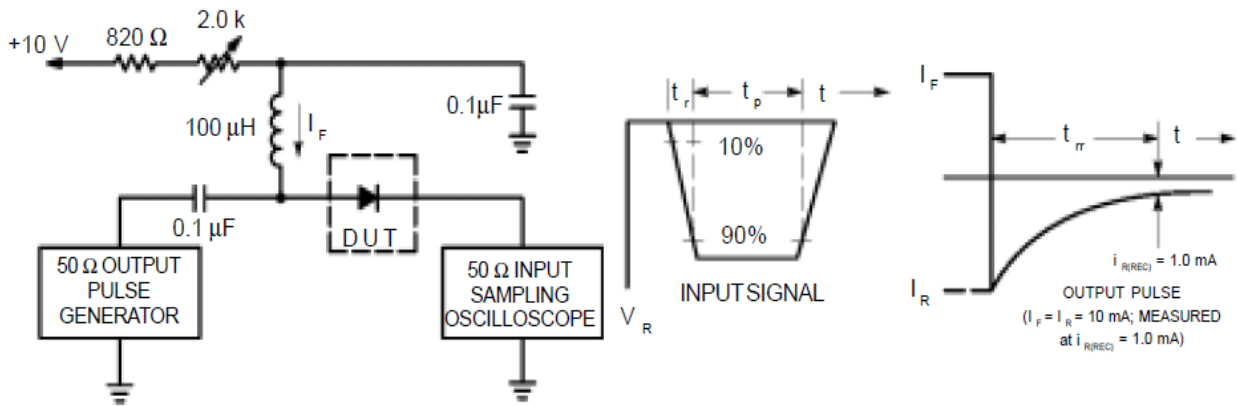 +10 V
820 Ω
2.0 k
100 μH
I F
0.1μF
0.1 μF
DUT
50 Ω OUTPUT
PULSE
GENERATOR
50 Ω INPUT
SAMPLING
OSCILLOSCOPE
t r
t p
t
10%
90%
V R
INPUT SIGNAL
I F
t rr
t
I R
i R(REC) = 1.0 mA
OUTPUT PULSE
(I F = I R = 10 mA; MEASURED
at i R(REC) = 1.0 mA)